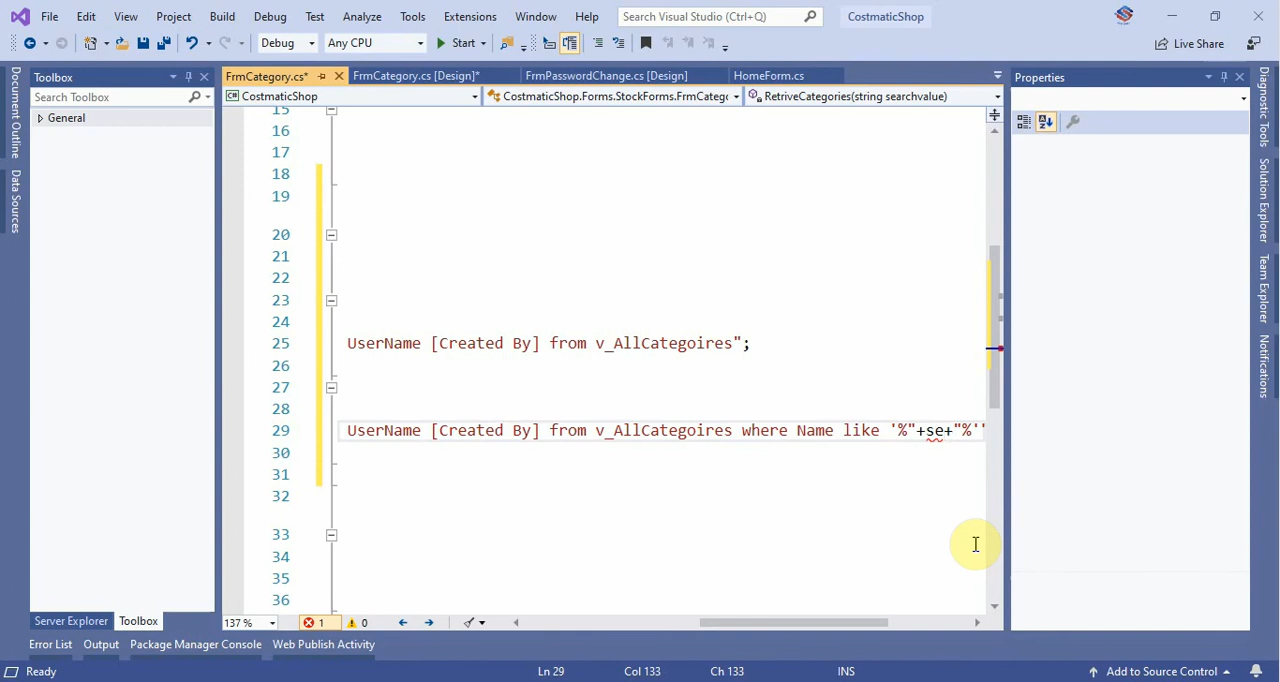 File Edit View Project Build Debug Test Analyze Tools Extensions Window Help Search Visual Studio (Ctrl+Q) CostmaticShop
Debug Any CPU Start Live Share
Toolbox
Search Toolbox
General
Document Outline
Data Sources
FrmCategory.cs* FrmCategory.cs [Design]* FrmPasswordChange.cs [Design] HomeForm.cs
CostmaticShop CostmaticShop.Forms.StockForms.FrmCateg RetriveCategories(string searchvalue)
15
16
17
18
19
20
21
22
23
24
25 UserName [Created By] from v_AllCategoires";
26
27
28
29 UserName [Created By] from v_AllCategoires where Name like '%"+se+"%''
30
31
32
33
34
35
36
137 % 1 0
Properties
Diagnostic Tools
Solution Explorer
Team Explorer
Notifications
Server Explorer Toolbox
Error List Output Package Manager Console Web Publish Activity
Ready Ln 29 Col 133 Ch 133 INS Add to Source Control